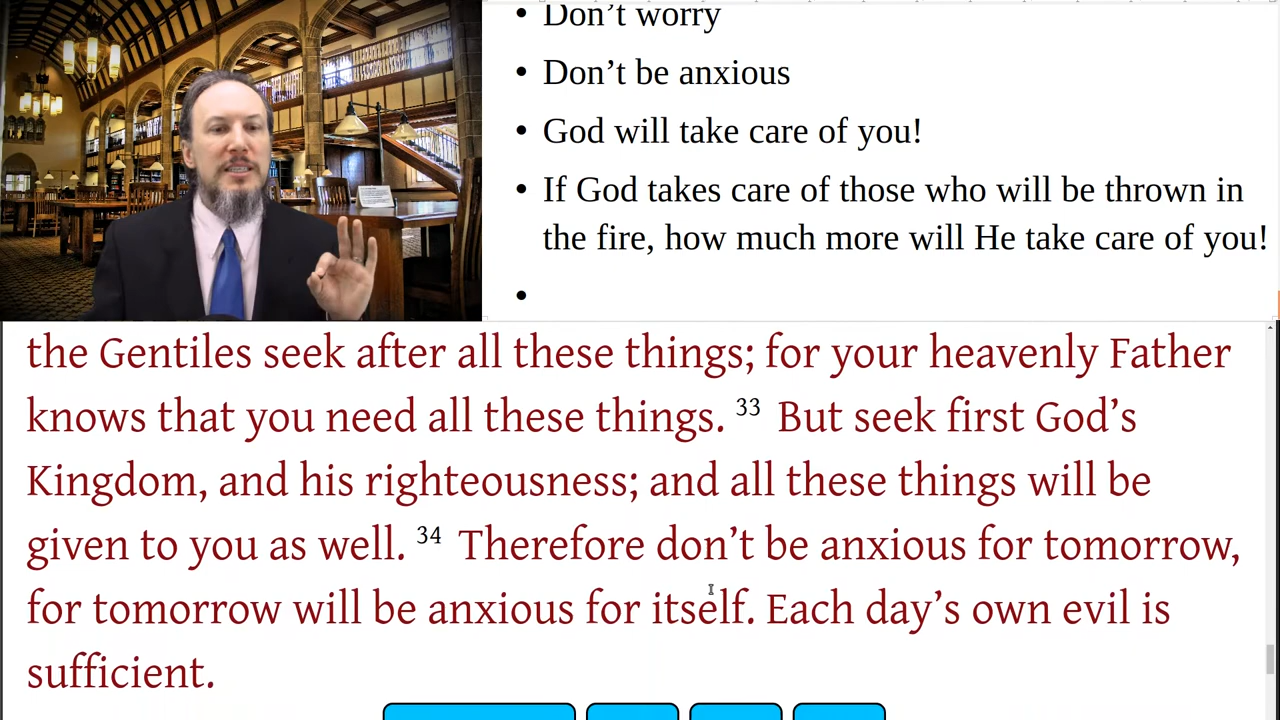 • Don’t worry
• Don’t be anxious
• God will take care of you!
• If God takes care of those who will be thrown in
the fire, how much more will He take care of you!
•
the Gentiles seek after all these things; for your heavenly Father
knows that you need all these things. 33 But seek first God’s
Kingdom, and his righteousness; and all these things will be
given to you as well. 34 Therefore don’t be anxious for tomorrow,
for tomorrow will be anxious for itself. Each day’s own evil is
sufficient.